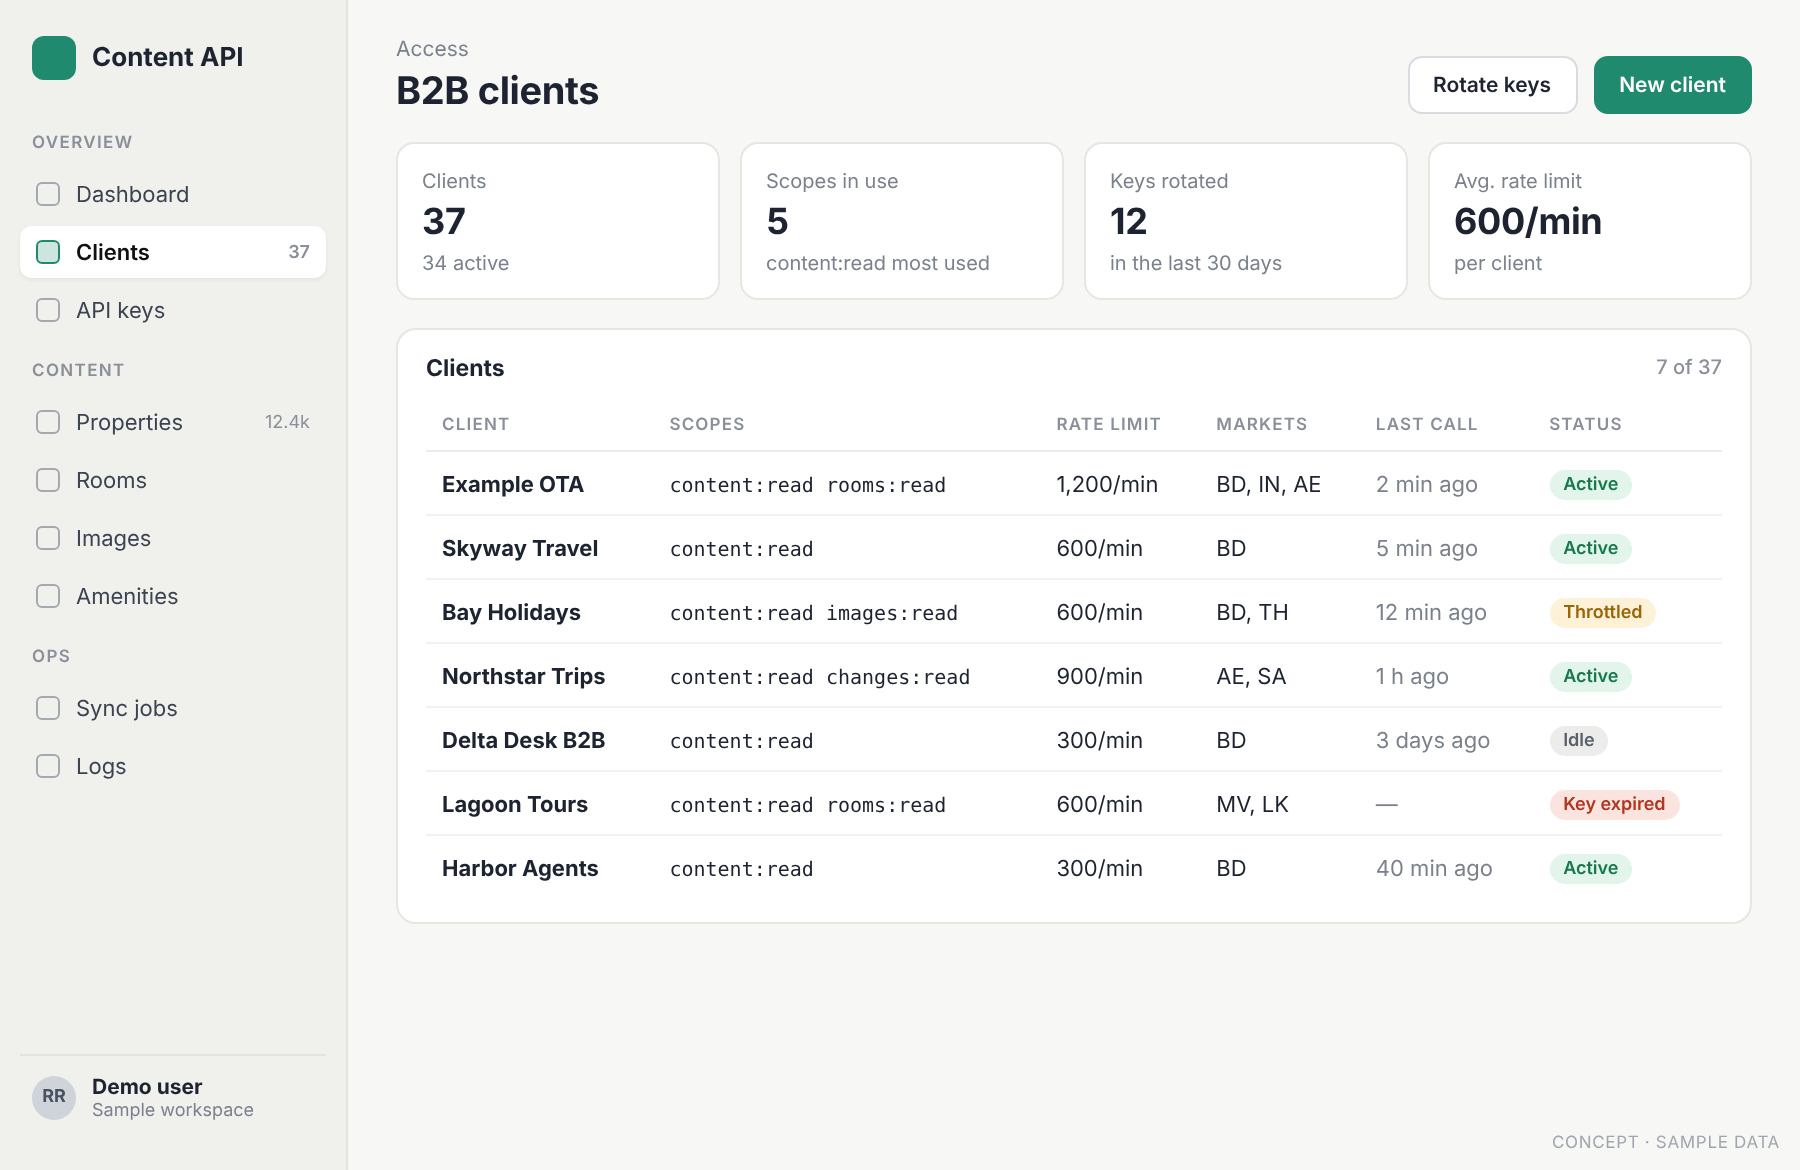 Content API
OVERVIEW
Dashboard
Clients 37
API keys
CONTENT
Properties 12.4k
Rooms
Images
Amenities
OPS
Sync jobs
Logs
RR
Demo user
Sample workspace
Access
B2B clients
Rotate keys
New client
Clients
37
34 active
Scopes in use
5
content:read most used
Keys rotated
12
in the last 30 days
Avg. rate limit
600/min
per client
Clients 7 of 37
CLIENT SCOPES RATE LIMIT MARKETS LAST CALL STATUS
Example OTA content:read rooms:read 1,200/min BD, IN, AE 2 min ago Active
Skyway Travel content:read 600/min BD 5 min ago Active
Bay Holidays content:read images:read 600/min BD, TH 12 min ago Throttled
Northstar Trips content:read changes:read 900/min AE, SA 1 h ago Active
Delta Desk B2B content:read 300/min BD 3 days ago Idle
Lagoon Tours content:read rooms:read 600/min MV, LK — Key expired
Harbor Agents content:read 300/min BD 40 min ago Active
CONCEPT · SAMPLE DATA